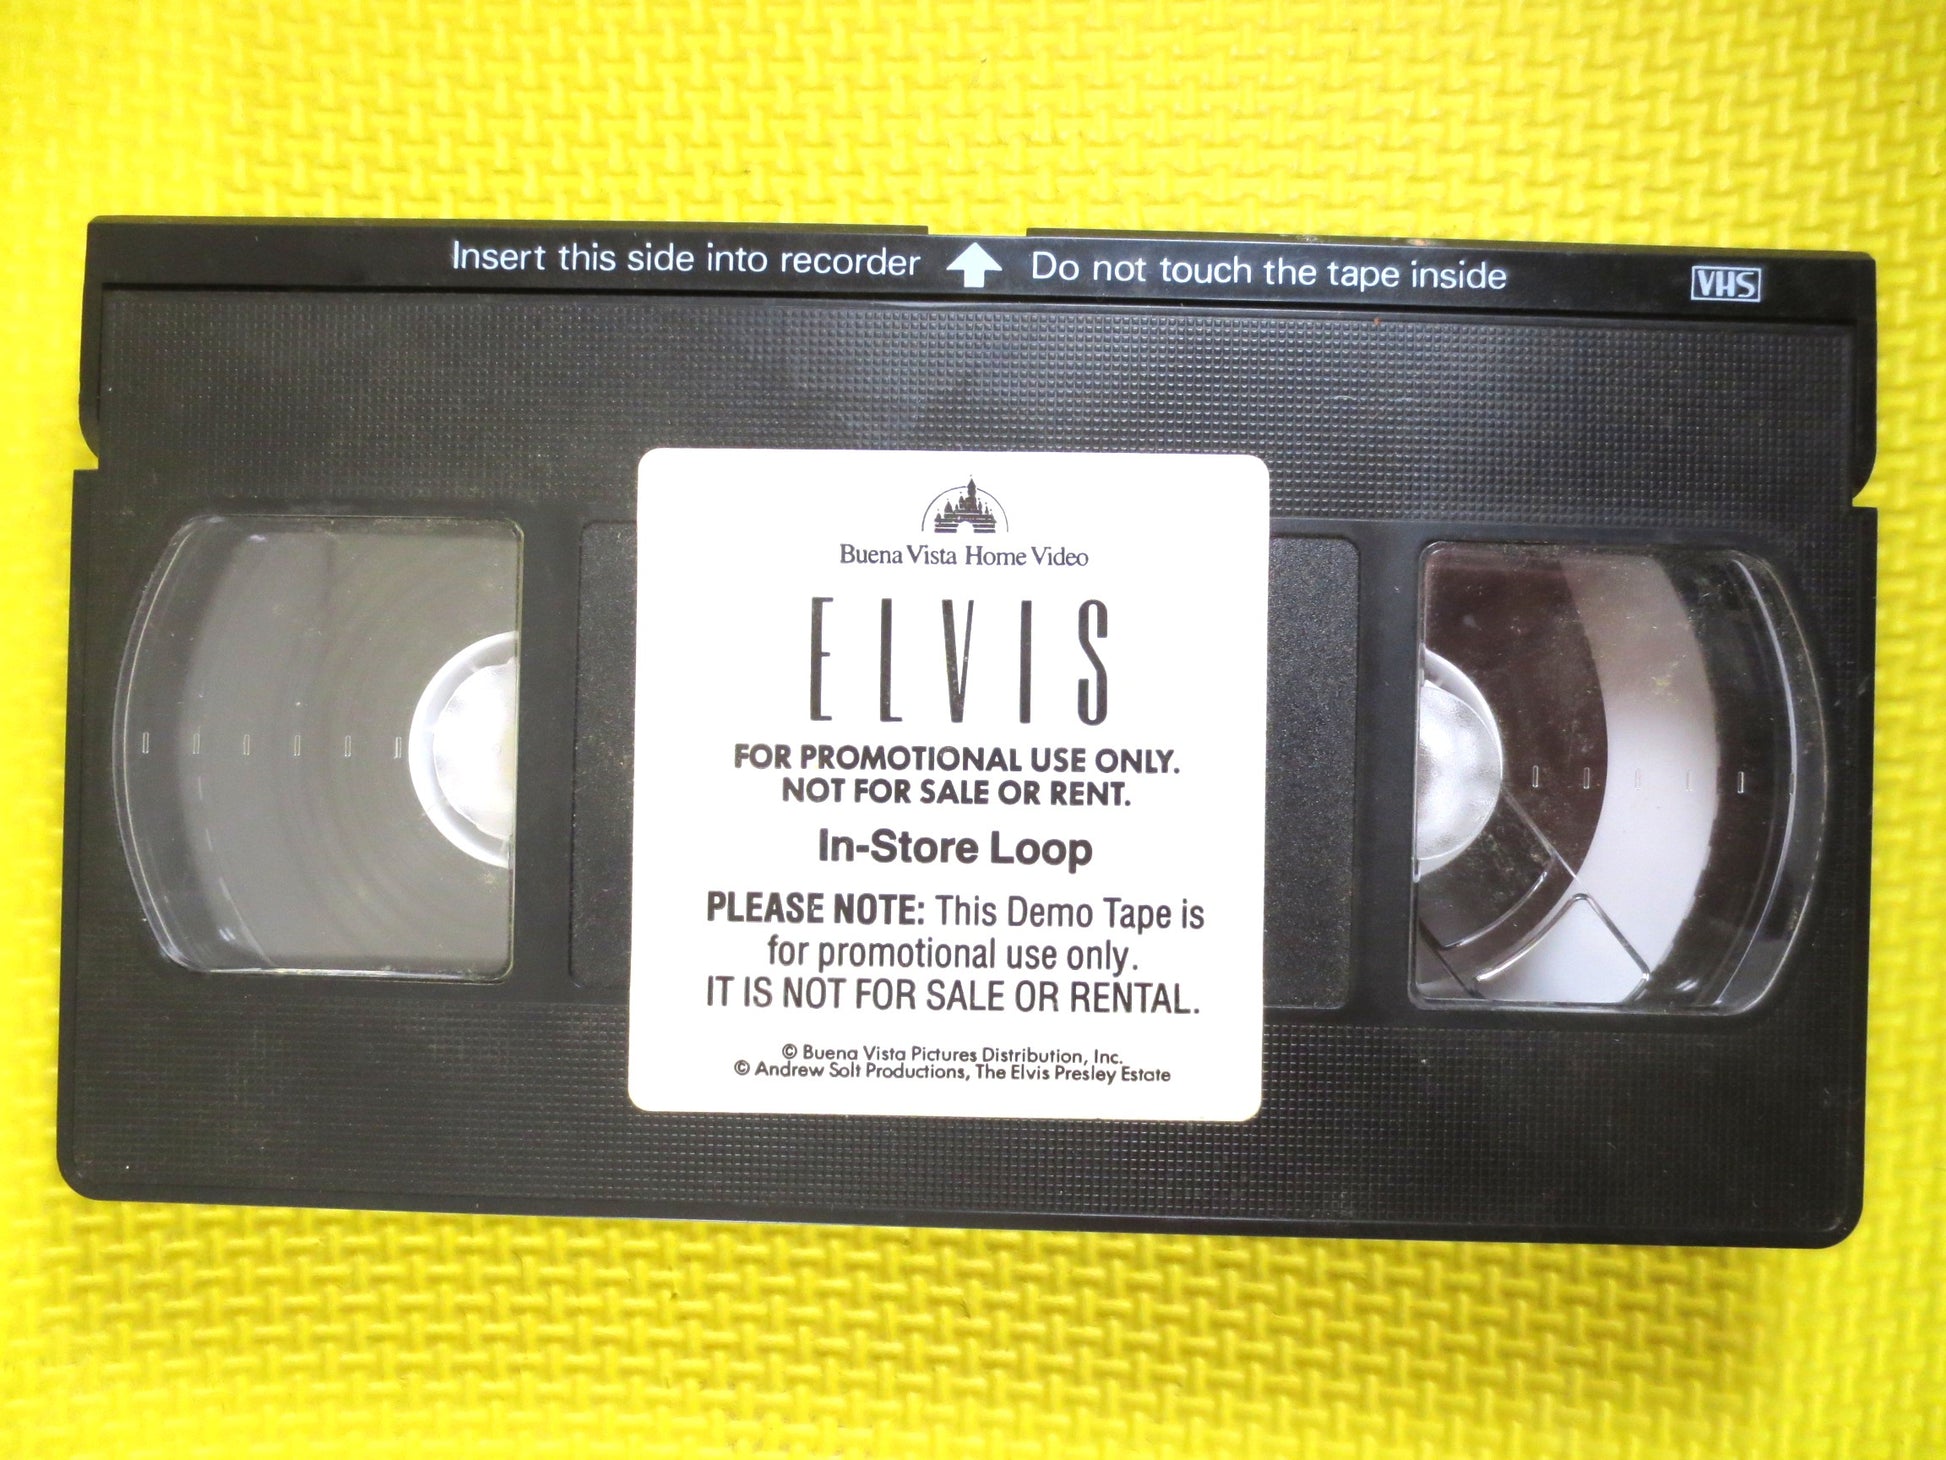 Insert this side into recorder Do not touch the tape inside VHS
Buena Vista Home Video
ELVIS
FOR PROMOTIONAL USE ONLY.
NOT FOR SALE OR RENT.
In-Store Loop
PLEASE NOTE: This Demo Tape is
for promotional use only.
IT IS NOT FOR SALE OR RENTAL.
© Buena Vista Pictures Distribution, Inc.
© Andrew Solt Productions, The Elvis Presley Estate